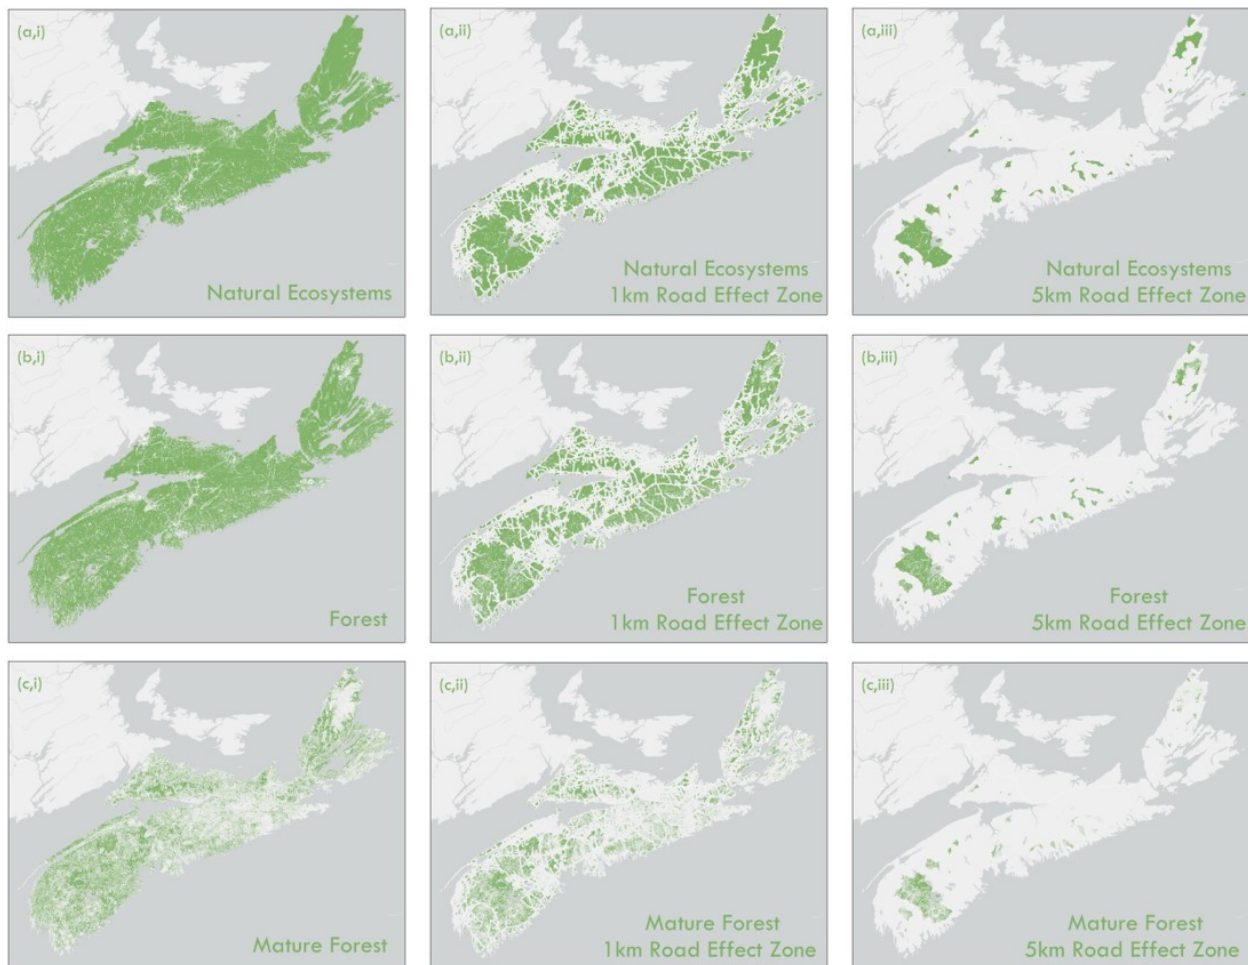 (a,i)
Natural Ecosystems
(a,ii)
Natural Ecosystems
1km Road Effect Zone
(a,iii)
Natural Ecosystems
5km Road Effect Zone
(b,i)
Forest
(b,ii)
Forest
1km Road Effect Zone
(b,iii)
Forest
5km Road Effect Zone
(c,i)
Mature Forest
(c,ii)
Mature Forest
1km Road Effect Zone
(c,iii)
Mature Forest
5km Road Effect Zone